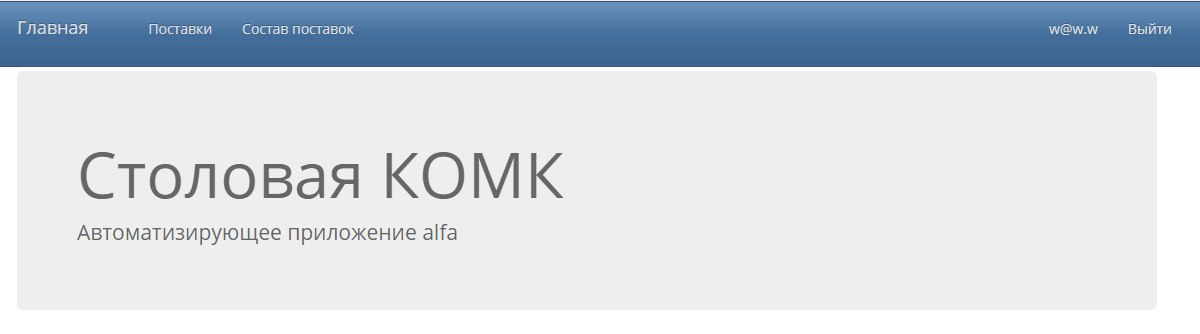 Главная Поставки Состав поставок w@w.w Выйти
Столовая КОМК
Автоматизирующее приложение alfa